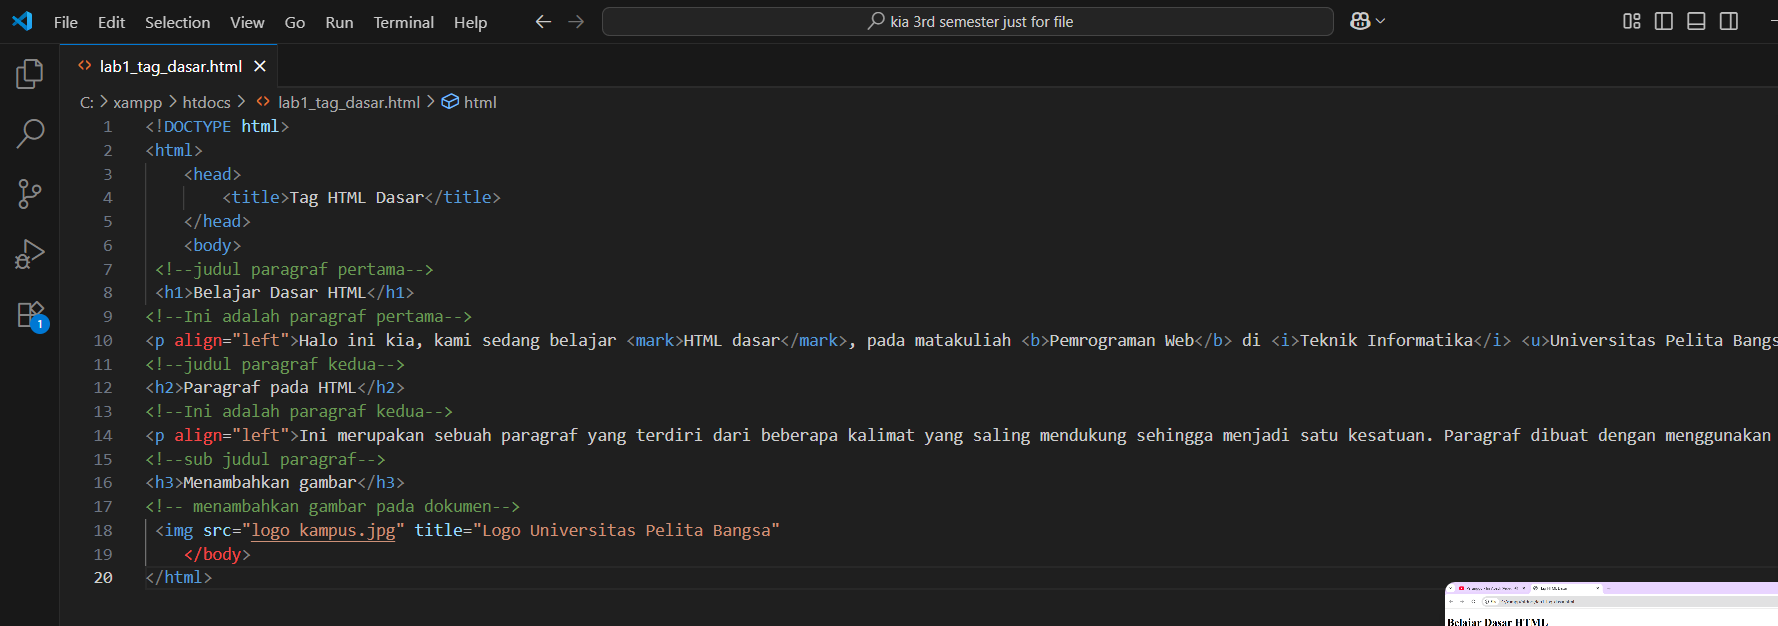 File Edit Selection View Go Run Terminal Help
kia 3rd semester just for file
lab1_tag_dasar.html
C: > xampp > htdocs > <> lab1_tag_dasar.html > html
1 <!DOCTYPE html>
2 <html>
3 <head>
4 <title>Tag HTML Dasar</title>
5 </head>
6 <body>
7 <!--judul paragraf pertama-->
8 <h1>Belajar Dasar HTML</h1>
9 <!--Ini adalah paragraf pertama-->
10 <p align="left">Halo ini kia, kami sedang belajar <mark>HTML dasar</mark>, pada matakuliah <b>Pemrograman Web</b> di <i>Teknik Informatika</i> <u>Universitas Pelita Bangs
11 <!--judul paragraf kedua-->
12 <h2>Paragraf pada HTML</h2>
13 <!--Ini adalah paragraf kedua-->
14 <p align="left">Ini merupakan sebuah paragraf yang terdiri dari beberapa kalimat yang saling mendukung sehingga menjadi satu kesatuan. Paragraf dibuat dengan menggunakan
15 <!--sub judul paragraf-->
16 <h3>Menambahkan gambar</h3>
17 <!-- menambahkan gambar pada dokumen-->
18 <img src="logo kampus.jpg" title="Logo Universitas Pelita Bangsa"
19 </body>
20 </html>
1
Belajar Dasar HTML